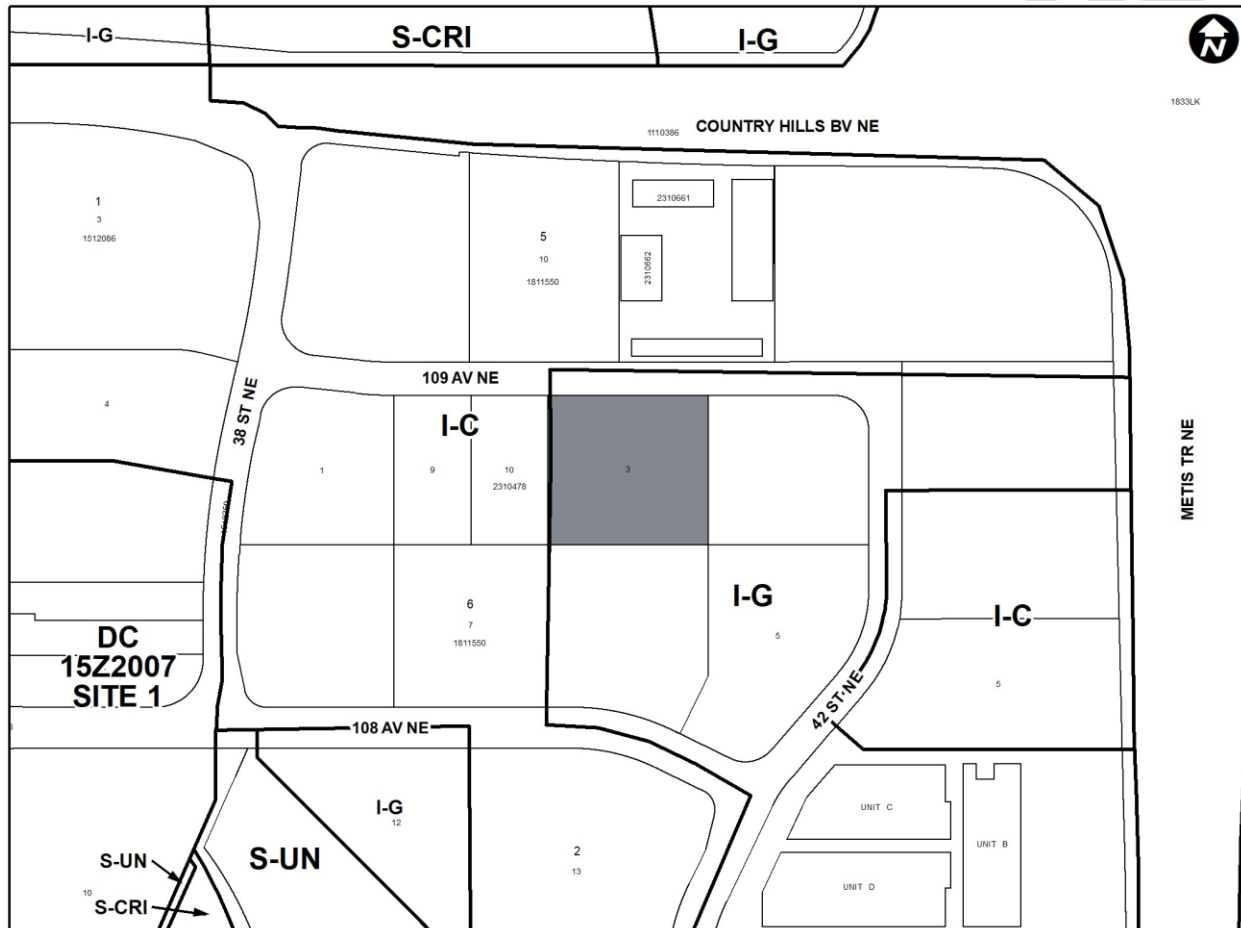 I-G
S-CRI
I-G
N
1833LK
1110386
COUNTRY HILLS BV NE
1
3
1512086
2310661
5
10
1811550
2310662
4
109 AV NE
38 ST NE
I-C
1
9
10
2310478
3
METIS TR NE
6
7
1811550
I-G
5
I-C
5
DC
15Z2007
SITE 1
42 ST NE
108 AV NE
I-G
12
S-UN
2
13
UNIT C
UNIT B
UNIT D
S-UN
10
S-CRI